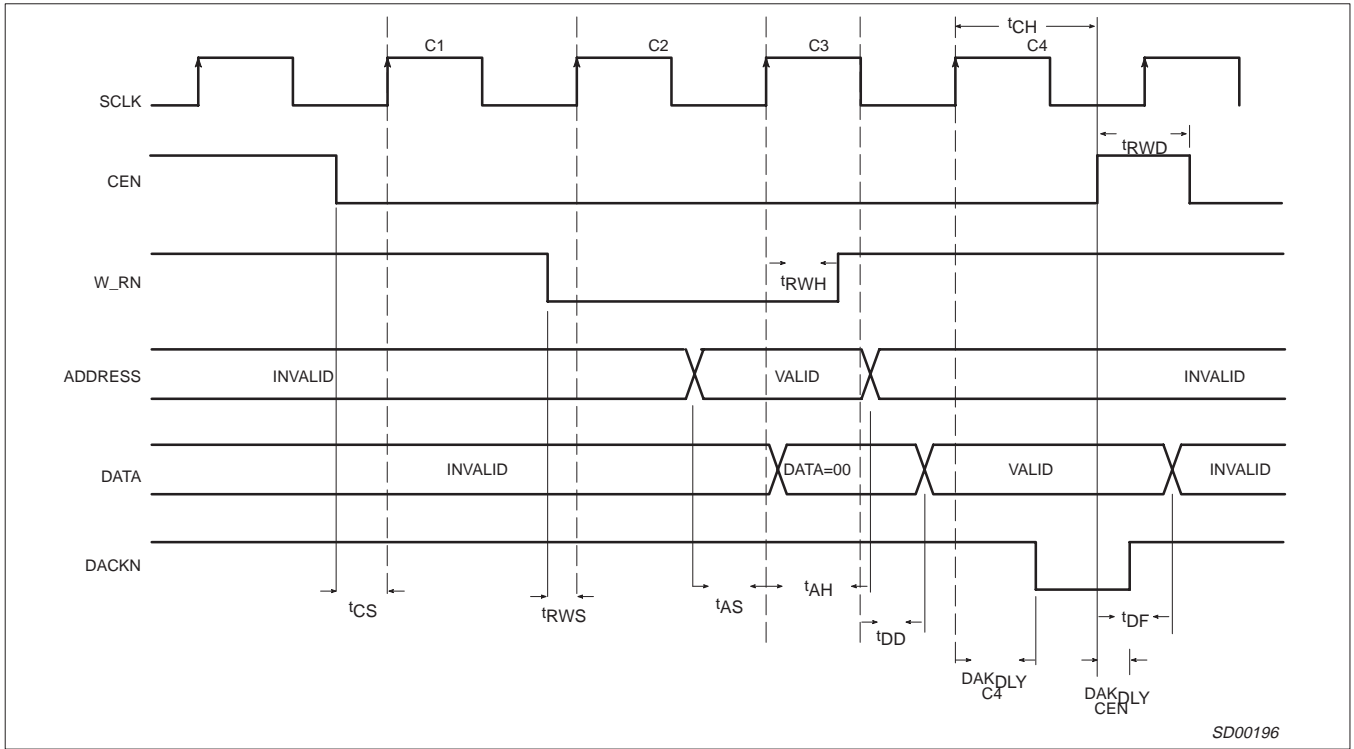 tCH
C1 C2 C3 C4
SCLK
tRWD
CEN
W_RN
tRWH
ADDRESS INVALID VALID INVALID
DATA INVALID DATA=00 VALID INVALID
DACKN
tCS tRWS tAS tAH tDD tDF
DAKDLY
C4
DAKDLY
CEN
SD00196